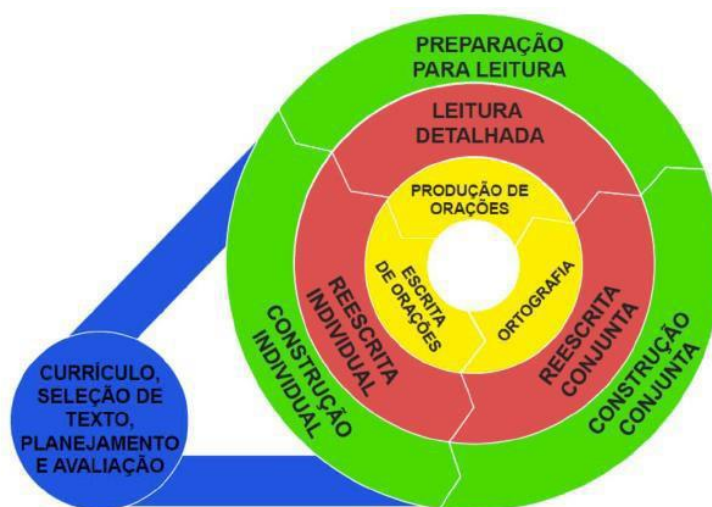 PREPARAÇÃO
PARA LEITURA
LEITURA
DETALHADA
PRODUÇÃO DE
ORAÇÕES
ORTOGRAFIA
ESCRITA
DE ORAÇÕES
REESCRITA
CONJUNTA
REESCRITA
INDIVIDUAL
CONSTRUÇÃO
CONJUNTA
CONSTRUÇÃO
INDIVIDUAL
CURRÍCULO,
SELEÇÃO DE
TEXTO,
PLANEJAMENTO
E AVALIAÇÃO